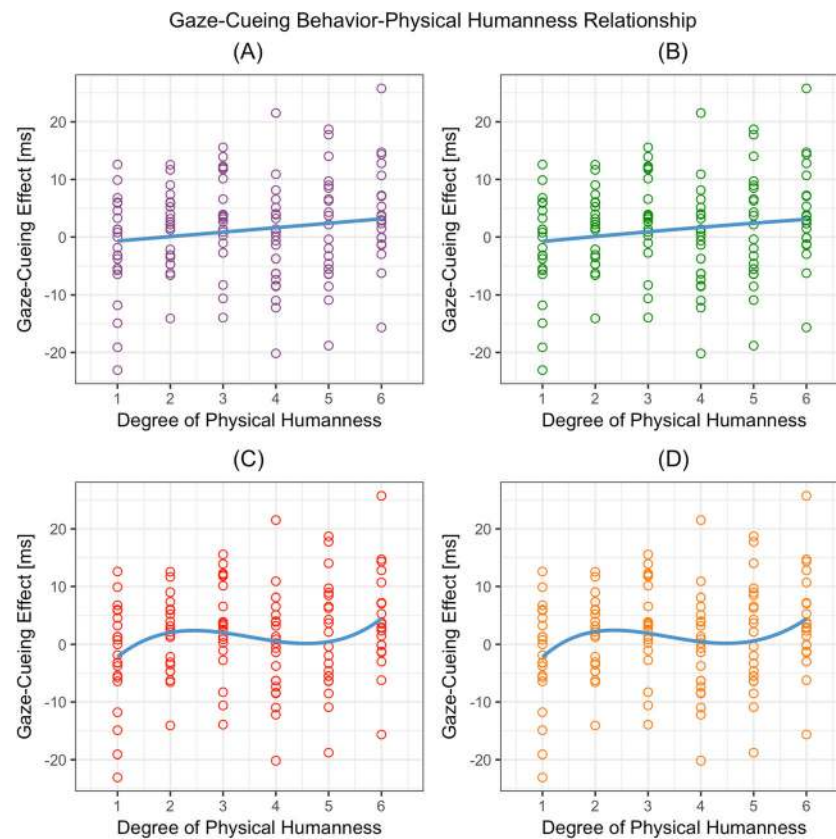 Gaze-Cueing Behavior-Physical Humanness Relationship
(A)
Gaze-Cueing Effect [ms]
20
10
0
-10
-20
1 2 3 4 5 6
Degree of Physical Humanness
(B)
Gaze-Cueing Effect [ms]
20
10
0
-10
-20
1 2 3 4 5 6
Degree of Physical Humanness
(C)
Gaze-Cueing Effect [ms]
20
10
0
-10
-20
1 2 3 4 5 6
Degree of Physical Humanness
(D)
Gaze-Cueing Effect [ms]
20
10
0
-10
-20
1 2 3 4 5 6
Degree of Physical Humanness